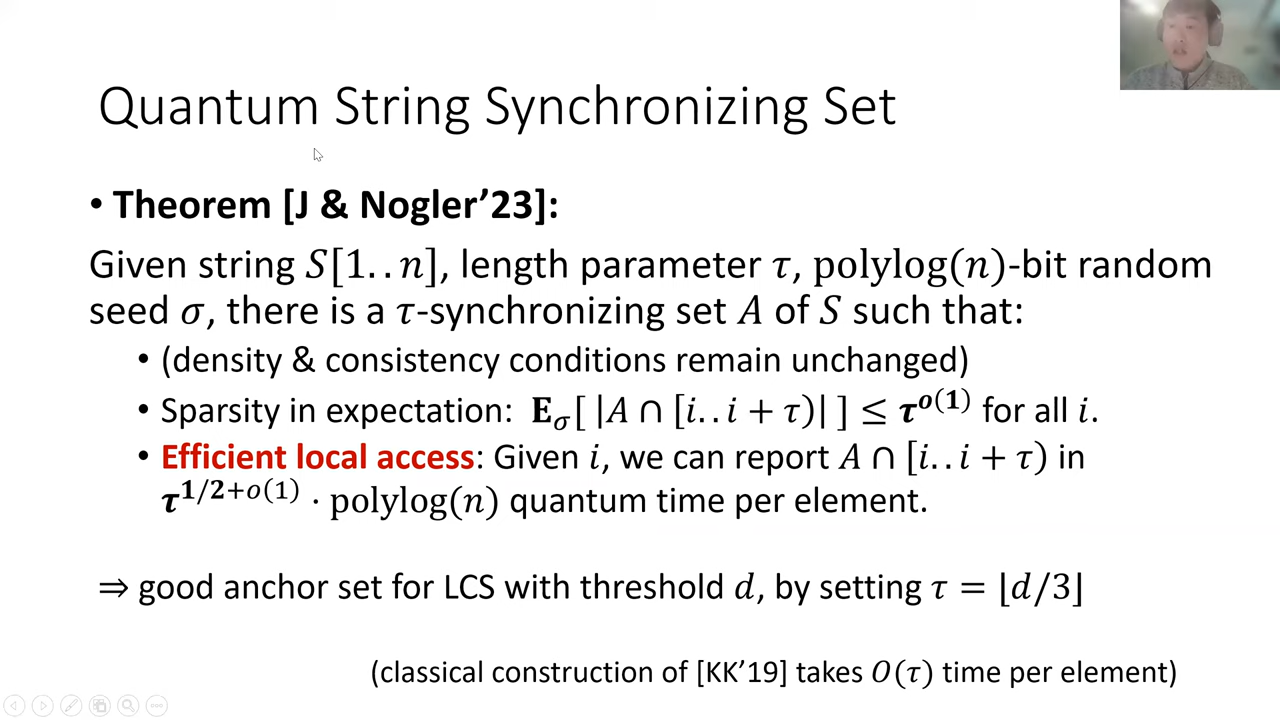 Quantum String Synchronizing Set
• Theorem [J & Nogler’23]:
Given string S[1..n], length parameter τ, polylog(n)-bit random
seed σ, there is a τ-synchronizing set A of S such that:
• (density & consistency conditions remain unchanged)
• Sparsity in expectation: E_σ[ |A ∩ [i..i + τ)| ] ≤ τ^{o(1)} for all i.
• Efficient local access: Given i, we can report A ∩ [i..i + τ) in
τ^{1/2+o(1)} · polylog(n) quantum time per element.
⇒ good anchor set for LCS with threshold d, by setting τ = ⌊d/3⌋
(classical construction of [KK’19] takes O(τ) time per element)